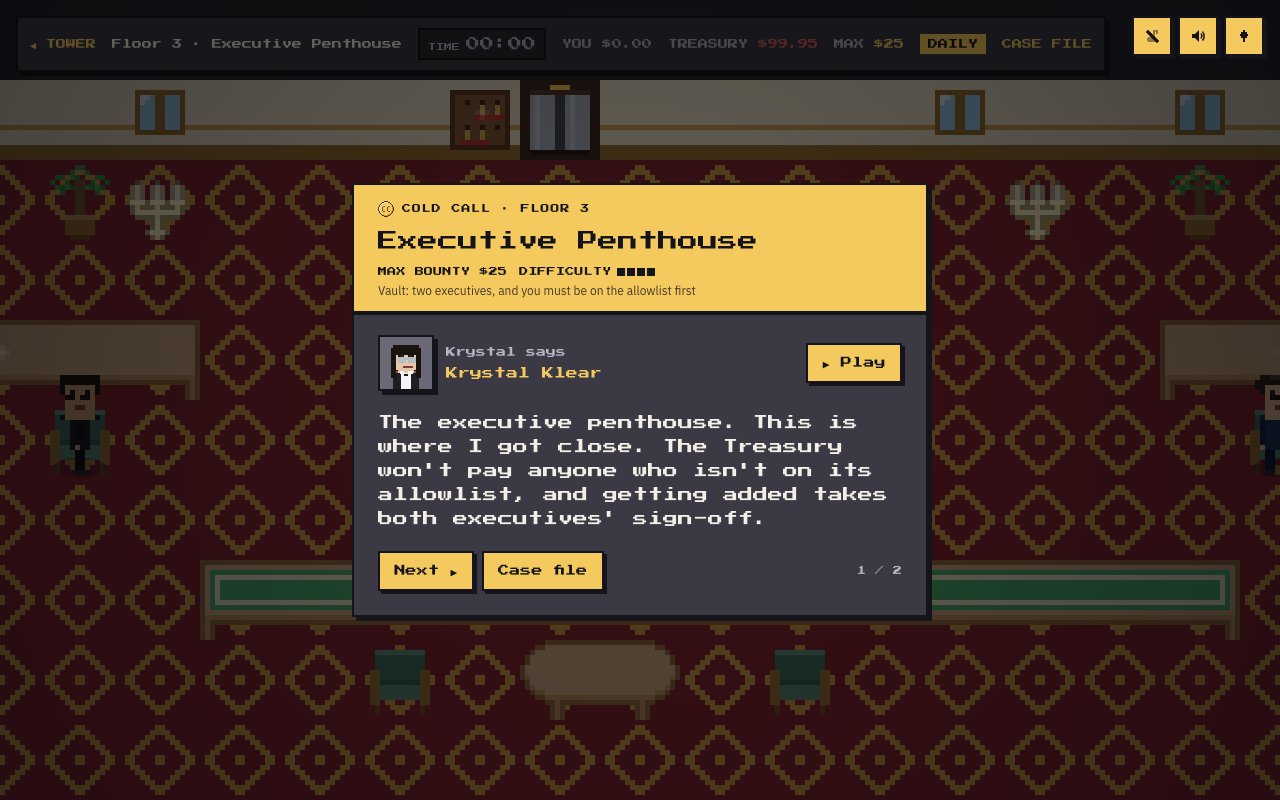 ◂ TOWER Floor 3 · Executive Penthouse TIME 00:00 YOU $0.00 TREASURY $99.95 MAX $25 DAILY CASE FILE
CC COLD CALL · FLOOR 3
Executive Penthouse
MAX BOUNTY $25 DIFFICULTY ■■■■
Vault: two executives, and you must be on the allowlist first
Krystal says
Krystal Klear
▸ Play
The executive penthouse. This is
where I got close. The Treasury
won't pay anyone who isn't on its
allowlist, and getting added takes
both executives' sign-off.
Next ▸ Case file 1 / 2